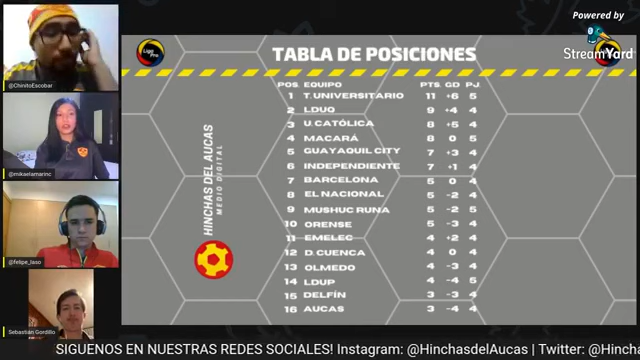 Powered by
StreamYard
Liga
Pro
TABLA DE POSICIONES
POS EQUIPO PTS GD PJ
1 T. UNIVERSITARIO 11 +6 5
2 LDUQ 9 +4 4
3 U. CATÓLICA 8 +5 4
4 MACARÁ 8 0 5
5 GUAYAQUIL CITY 7 +3 4
6 INDEPENDIENTE 7 +1 4
7 BARCELONA 5 0 4
8 EL NACIONAL 5 -2 4
9 MUSHUC RUNA 5 -2 5
10 ORENSE 5 -3 4
11 EMELEC 4 +2 4
12 D. CUENCA 4 0 4
13 OLMEDO 4 -3 4
14 LDUP 4 -4 5
15 DELFÍN 3 -3 4
16 AUCAS 3 -4 4
HINCHAS DEL AUCAS
MEDIO DIGITAL
@ChinitoEscobar
@mikaelamarinc
@felipe_laso
Sebastián Gordillo
SIGUENOS EN NUESTRAS REDES SOCIALES! Instagram: @HinchasdelAucas | Twitter: @Hincha